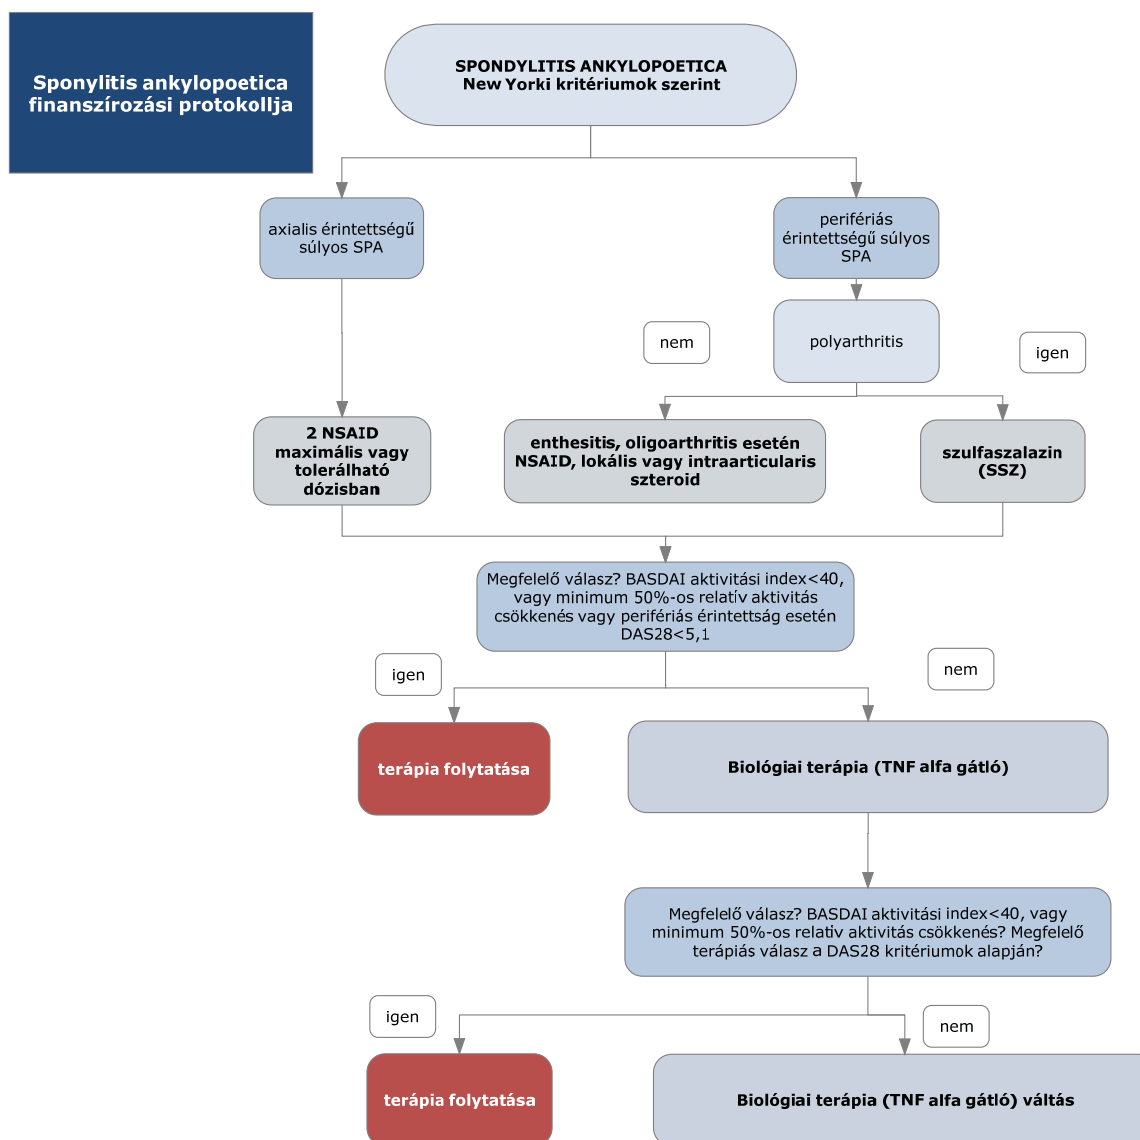 Sponylitis ankylopoetica
finanszírozási protokollja
SPONDYLITIS ANKYLOPOETICA
New Yorki kritériumok szerint
axialis érintettségű
súlyos SPA
perifériás
érintettségű súlyos
SPA
polyarthritis
nem
igen
2 NSAID
maximális vagy
tolerálható
dózisban
enthesitis, oligoarthritis esetén
NSAID, lokális vagy intraarticularis
szteroid
szulfaszalazin
(SSZ)
Megfelelő válasz? BASDAI aktivitási index<40,
vagy minimum 50%-os relatív aktivitás
csökkenés vagy perifériás érintettság esetén
DAS28<5,1
igen
nem
terápia folytatása
Biológiai terápia (TNF alfa gátló)
Megfelelő válasz? BASDAI aktivitási index<40, vagy
minimum 50%-os relatív aktivitás csökkenés? Megfelelő
terápiás válasz a DAS28 kritériumok alapján?
igen
nem
terápia folytatása
Biológiai terápia (TNF alfa gátló) váltás